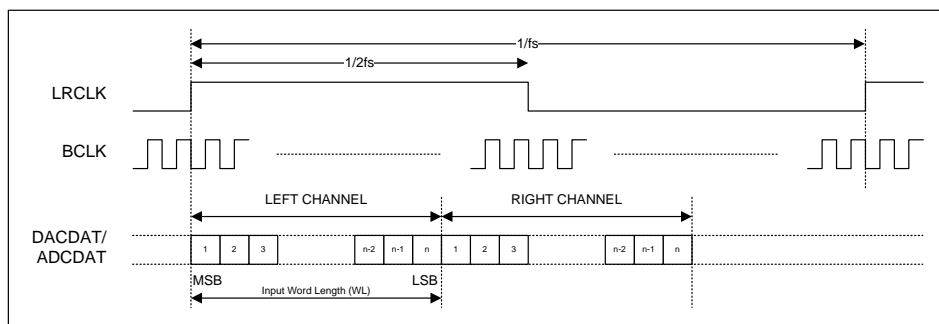 1/fs
1/2fs
LRCLK
BCLK
LEFT CHANNEL RIGHT CHANNEL
DACDAT/
ADCDAT
1 2 3 n-2 n-1 n 1 2 3 n-2 n-1 n
MSB LSB
Input Word Length (WL)